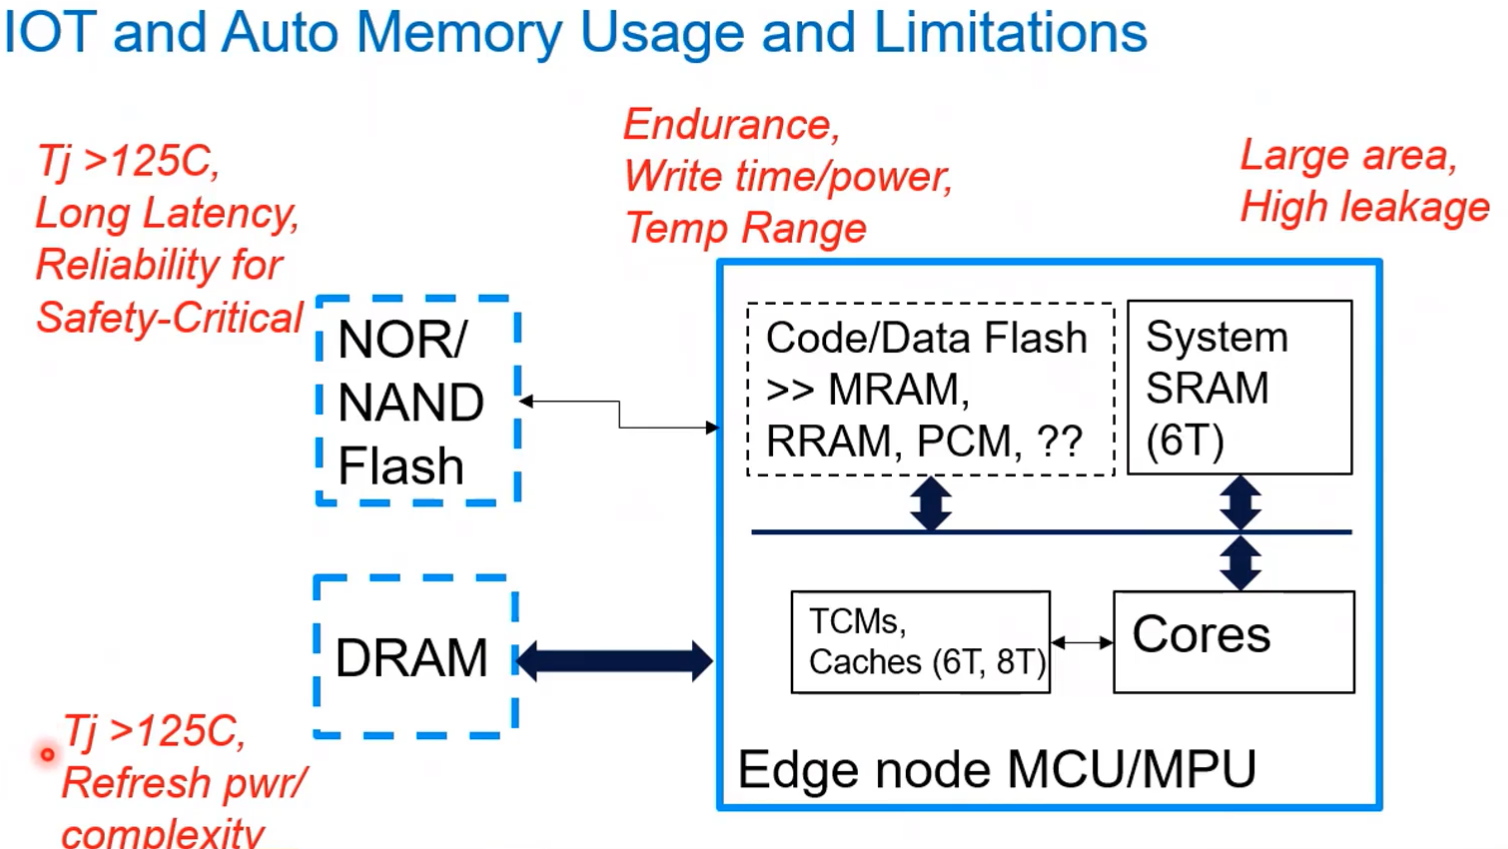 IOT and Auto Memory Usage and Limitations
Tj >125C,
Long Latency,
Reliability for
Safety-Critical
Endurance,
Write time/power,
Temp Range
Large area,
High leakage
NOR/
NAND
Flash
Code/Data Flash
>> MRAM,
RRAM, PCM, ??
System
SRAM
(6T)
DRAM
TCMs,
Caches (6T, 8T)
Cores
Edge node MCU/MPU
Tj >125C,
Refresh pwr/
complexity